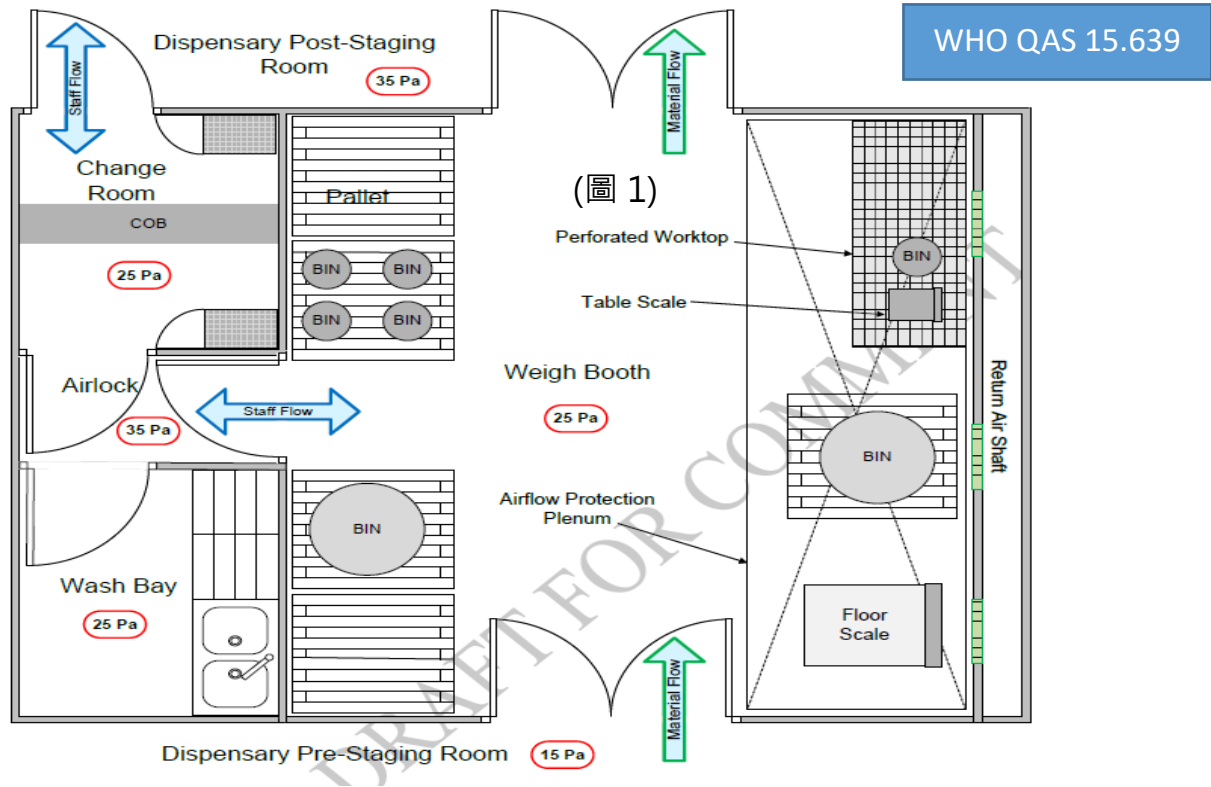 WHO QAS 15.639
Dispensary Post-Staging
Room
35 Pa
Staff Flow
Material Flow
Change
Room
COB
25 Pa
Pallet
(圖 1)
Perforated Worktop
BIN
BIN
BIN
BIN
BIN
Table Scale
Airlock
35 Pa
Staff Flow
Weigh Booth
25 Pa
Return Air Shaft
BIN
Airflow Protection
Plenum
BIN
Wash Bay
25 Pa
Floor
Scale
Material Flow
Dispensary Pre-Staging Room
15 Pa
DRAFT FOR COMMENT